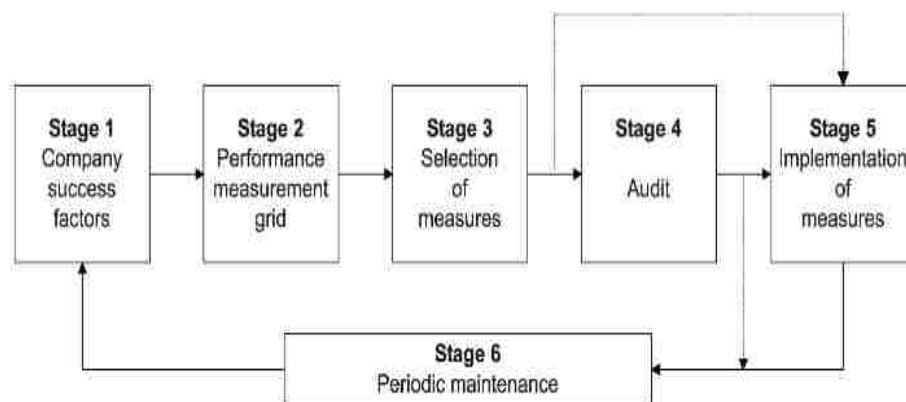 Stage 1
Company
success
factors
Stage 2
Performance
measurement
grid
Stage 3
Selection
of
measures
Stage 4
Audit
Stage 5
Implementation
of
measures
Stage 6
Periodic maintenance